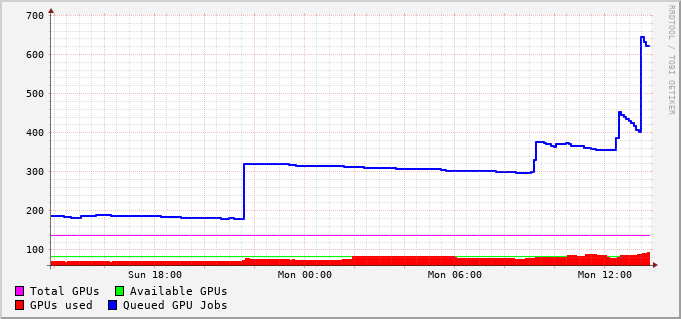 700
600
500
400
300
200
100
Sun 18:00 Mon 00:00 Mon 06:00 Mon 12:00
Total GPUs Available GPUs
GPUs used Queued GPU Jobs
RRDTOOL / TOBI OETIKER